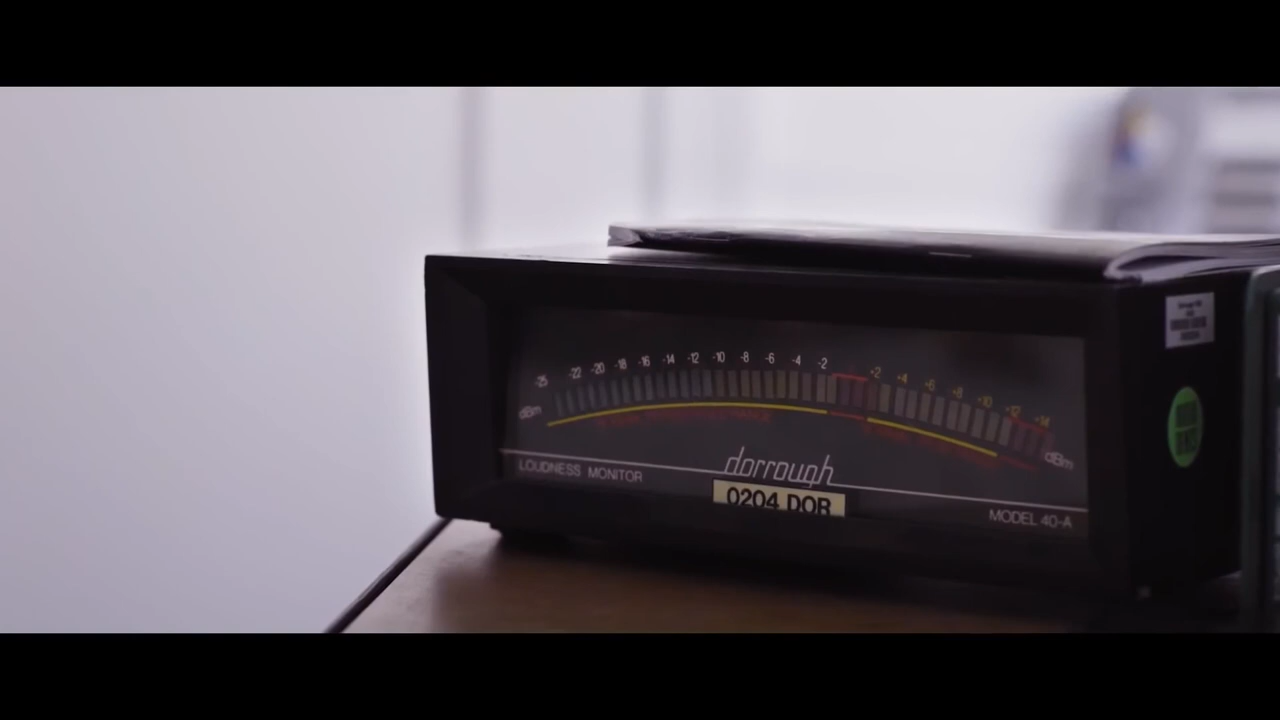 -25 -22 -20 -18 -16 -14 -12 -10 -8 -6 -4 -2 +2 +4 +6 +8 +10 +12 +14
dBm dBm
dorrough
LOUDNESS MONITOR
0204 DOR
MODEL 40-A